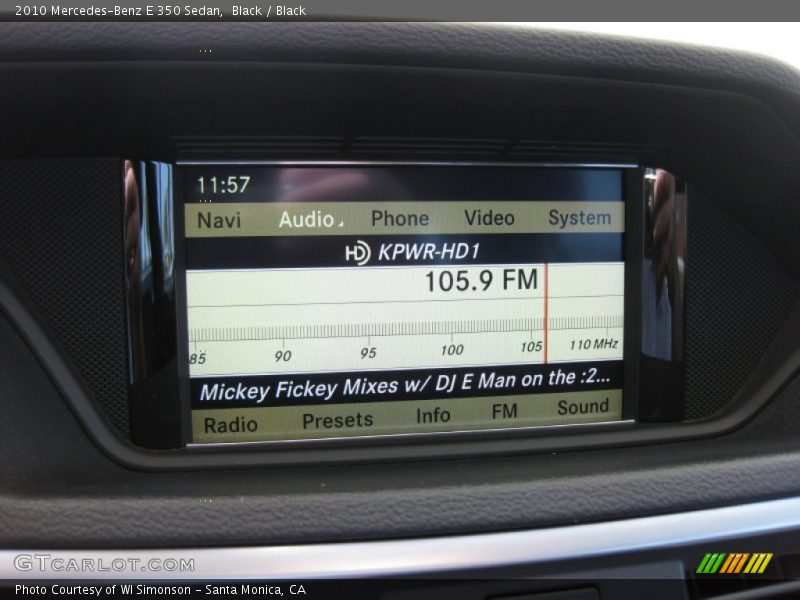 2010 Mercedes-Benz E 350 Sedan, Black / Black
11:57
Navi Audio Phone Video System
HD KPWR-HD1
105.9 FM
85 90 95 100 105 110 MHz
Mickey Fickey Mixes w/ DJ E Man on the :2...
Radio Presets Info FM Sound
GTCARLOT.COM
Photo Courtesy of WI Simonson - Santa Monica, CA